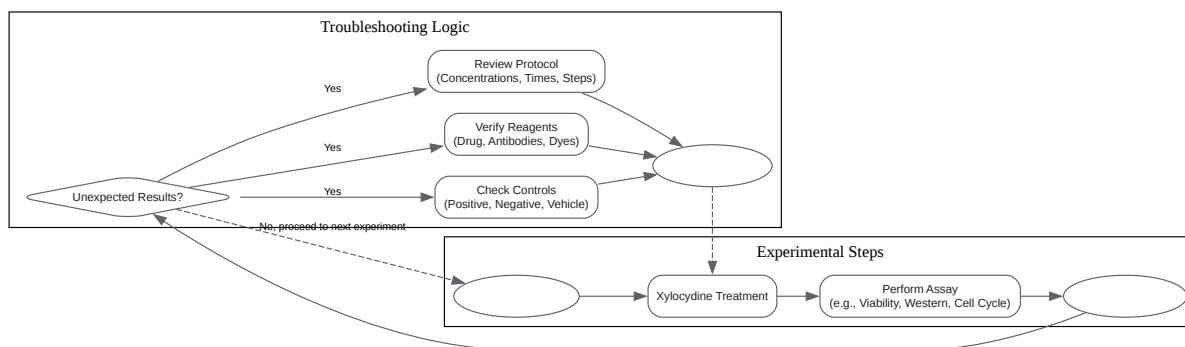 Troubleshooting Logic
Review Protocol
(Concentrations, Times, Steps)
Yes
Verify Reagents
(Drug, Antibodies, Dyes)
Yes
Check Controls
(Positive, Negative, Vehicle)
Yes
Unexpected Results?
No, proceed to next experiment
Experimental Steps
Xylocydine Treatment
Perform Assay
(e.g., Viability, Western, Cell Cycle)